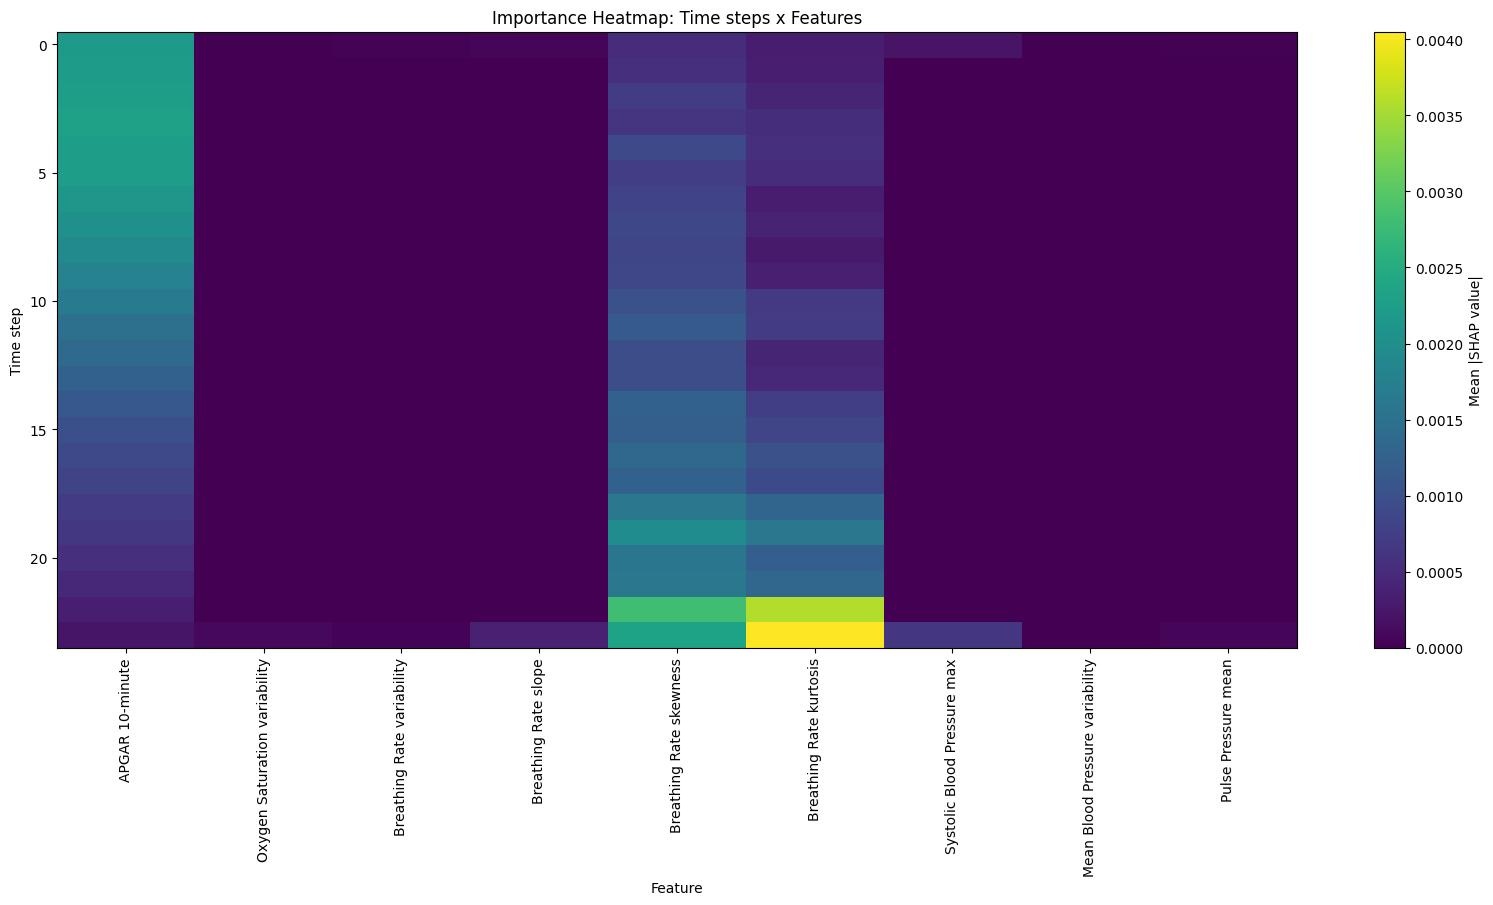 Importance Heatmap: Time steps x Features
Time step
0
5
10
15
20
APGAR 10-minute
Oxygen Saturation variability
Breathing Rate variability
Breathing Rate slope
Breathing Rate skewness
Breathing Rate kurtosis
Systolic Blood Pressure max
Mean Blood Pressure variability
Pulse Pressure mean
Feature
0.0040
0.0035
0.0030
0.0025
0.0020
0.0015
0.0010
0.0005
0.0000
Mean |SHAP value|